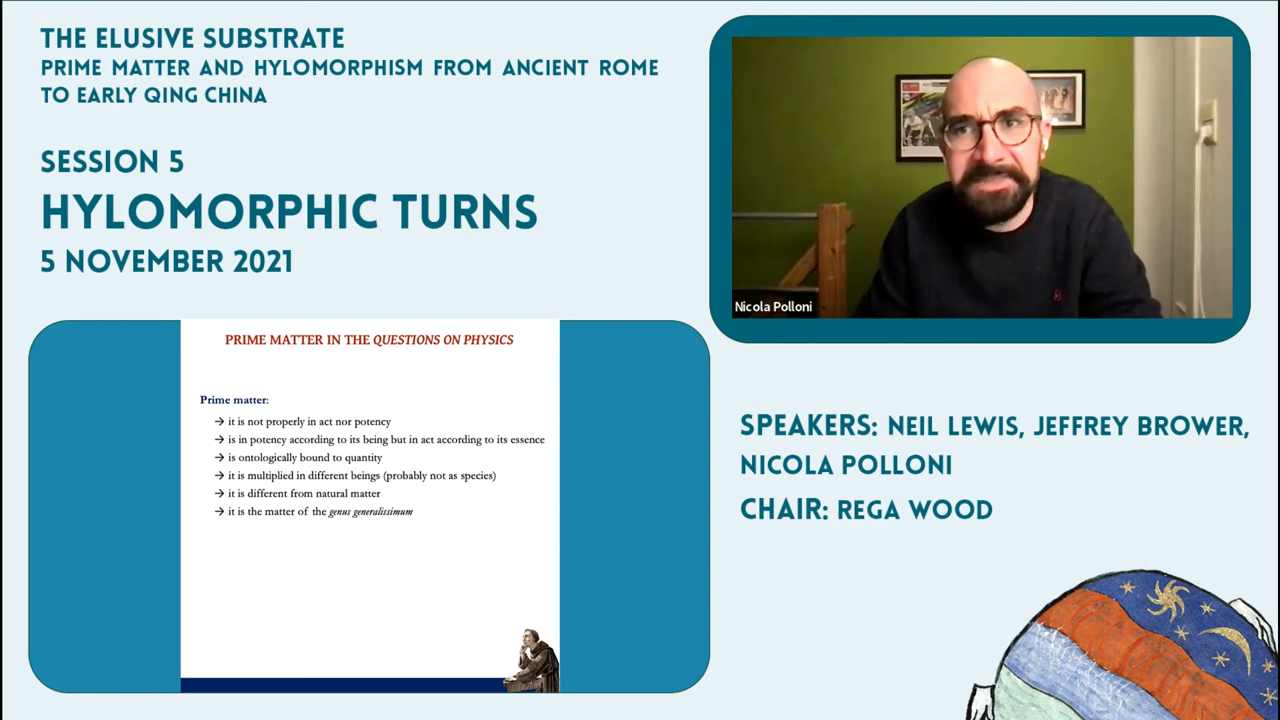 THE ELUSIVE SUBSTRATE
PRIME MATTER AND HYLOMORPHISM FROM ANCIENT ROME
TO EARLY QING CHINA
SESSION 5
HYLOMORPHIC TURNS
5 NOVEMBER 2021
Nicola Polloni
PRIME MATTER IN THE QUESTIONS ON PHYSICS
Prime matter:
→ it is not properly in act nor potency
→ is in potency according to its being but in act according to its essence
→ is ontologically bound to quantity
→ it is multiplied in different beings (probably not as species)
→ it is different from natural matter
→ it is the matter of the genus generalissimum
SPEAKERS: NEIL LEWIS, JEFFREY BROWER,
NICOLA POLLONI
CHAIR: REGA WOOD